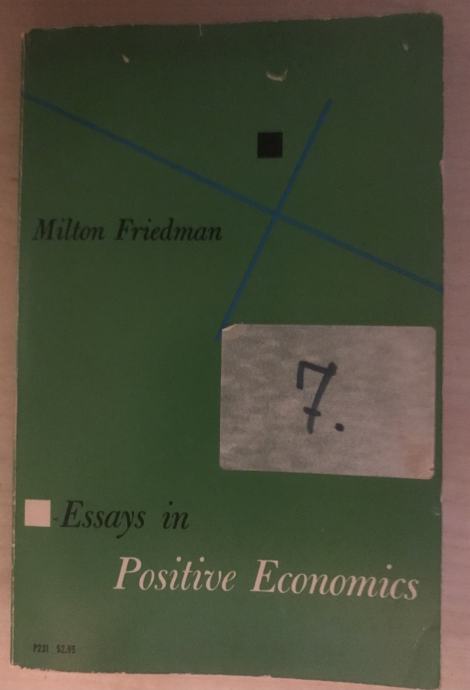 Milton Friedman
7.
Essays in
Positive Economics
P231 $2.95